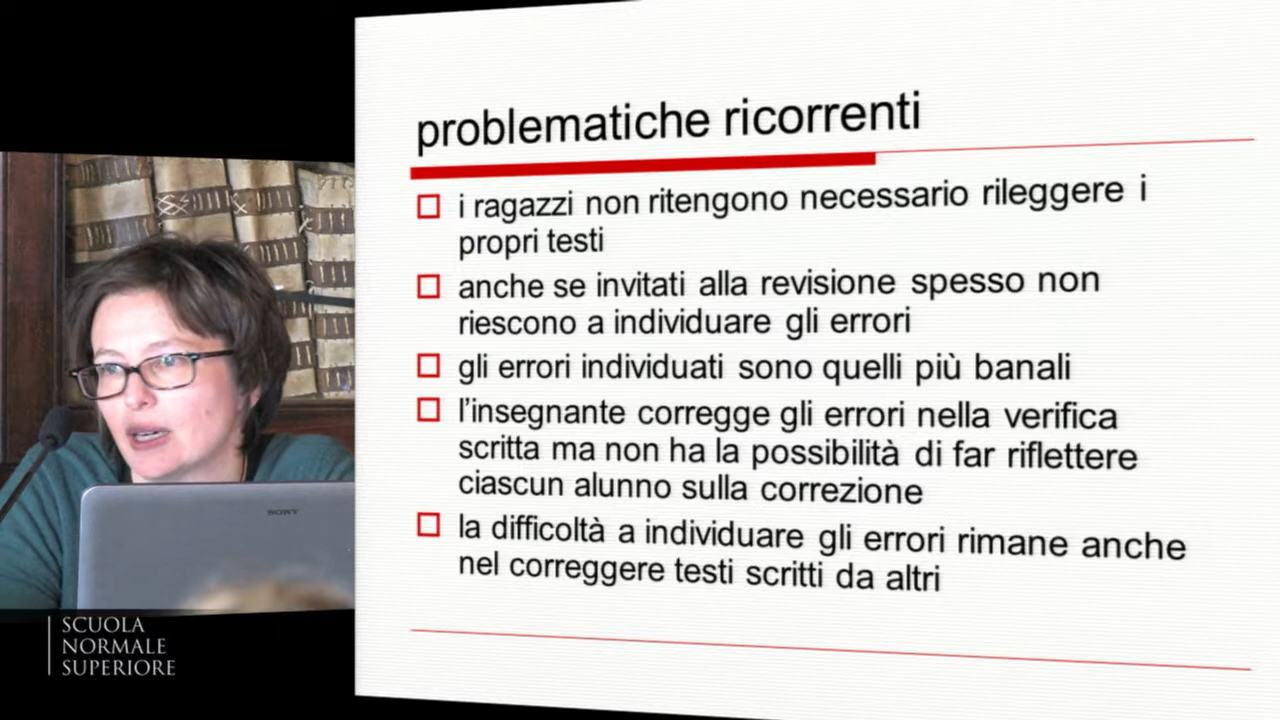 problematiche ricorrenti
i ragazzi non ritengono necessario rileggere i
propri testi
anche se invitati alla revisione spesso non
riescono a individuare gli errori
gli errori individuati sono quelli più banali
l'insegnante corregge gli errori nella verifica
scritta ma non ha la possibilità di far riflettere
ciascun alunno sulla correzione
la difficoltà a individuare gli errori rimane anche
nel correggere testi scritti da altri
SONY
SCUOLA
NORMALE
SUPERIORE